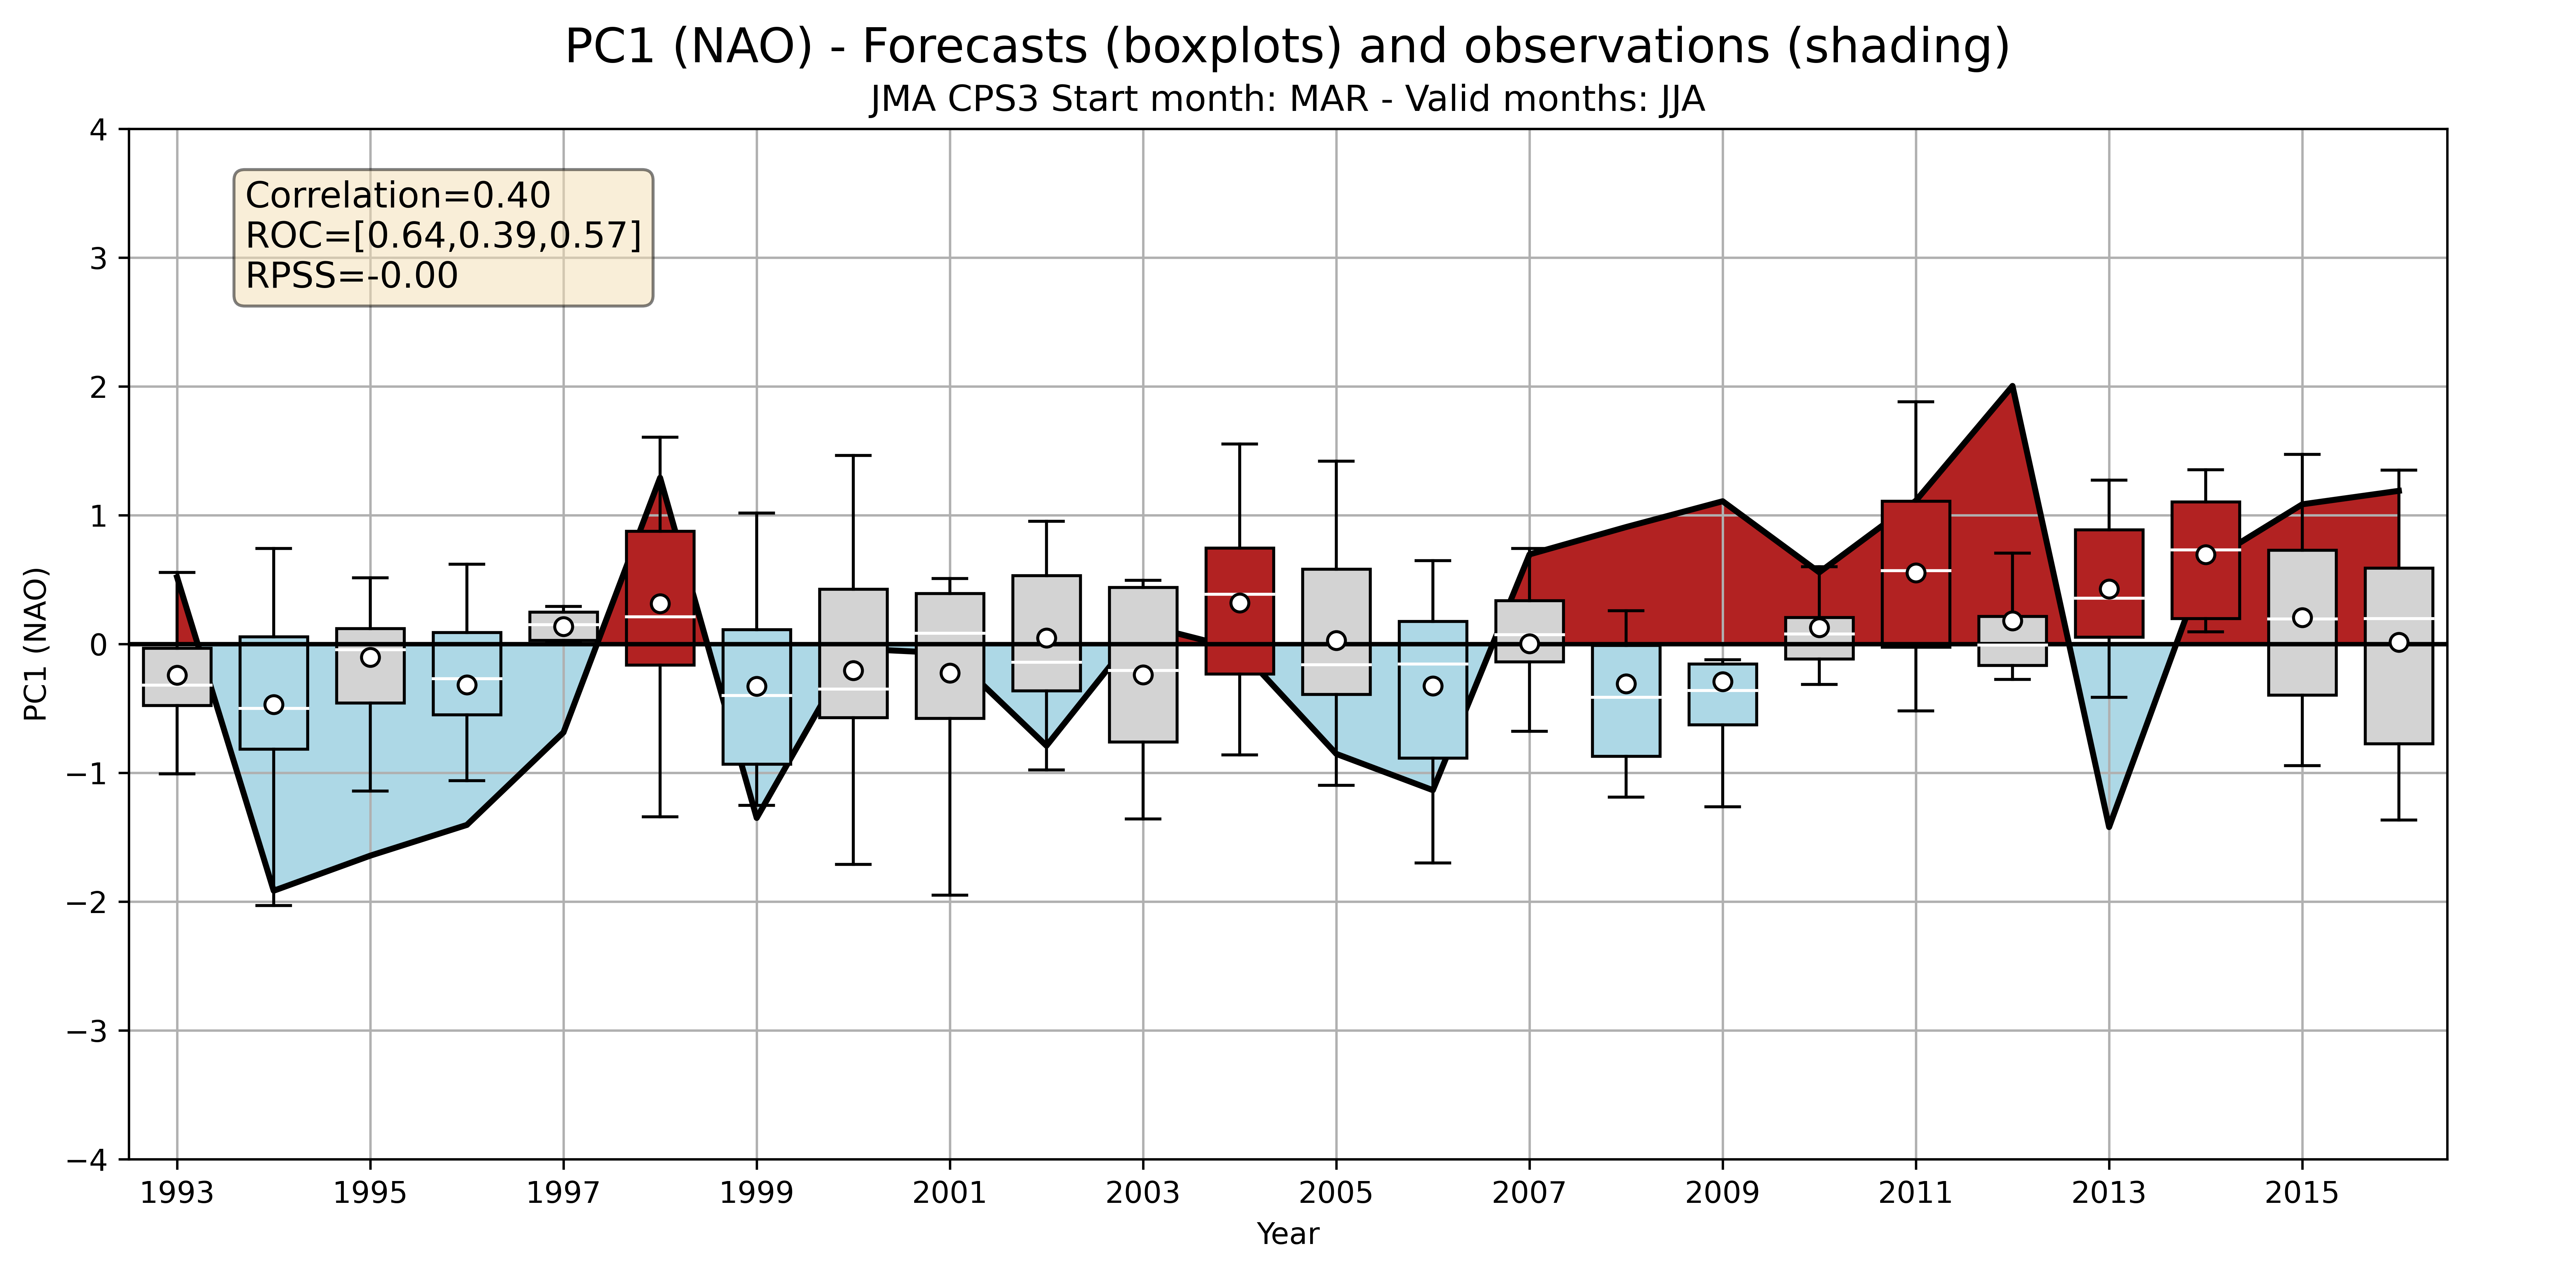 PC1 (NAO) - Forecasts (boxplots) and observations (shading)
JMA CPS3 Start month: MAR - Valid months: JJA
Correlation=0.40
ROC=[0.64,0.39,0.57]
RPSS=-0.00
PC1 (NAO)
4
3
2
1
0
−1
−2
−3
−4
1993 1995 1997 1999 2001 2003 2005 2007 2009 2011 2013 2015
Year